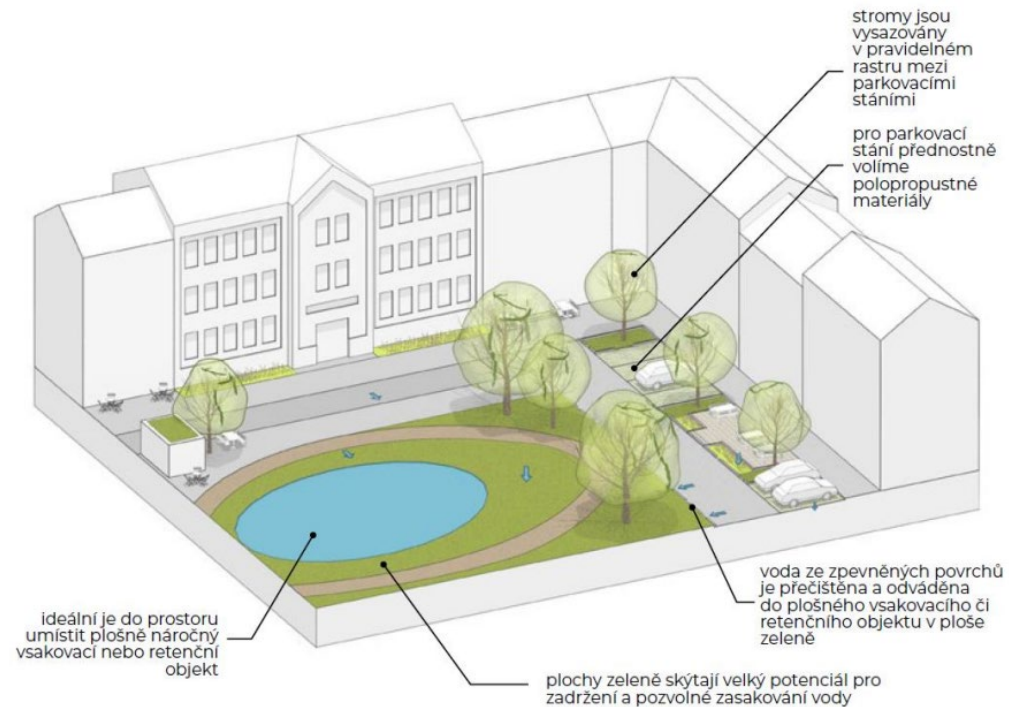 stromy jsou
vysazovány
v pravidelném
rastru mezi
parkovacími
stáními
pro parkovací
stání přednostně
volíme
polopropustné
materiály
voda ze zpevněných povrchů
je přečištěna a odváděna
do plošného vsakovacího či
retenčního objektu v ploše
zeleně
ideální je do prostoru
umístit plošně náročný
vsakovací nebo retenční
objekt
plochy zeleně skýtají velký potenciál pro
zadržení a pozvolné zasakování vody